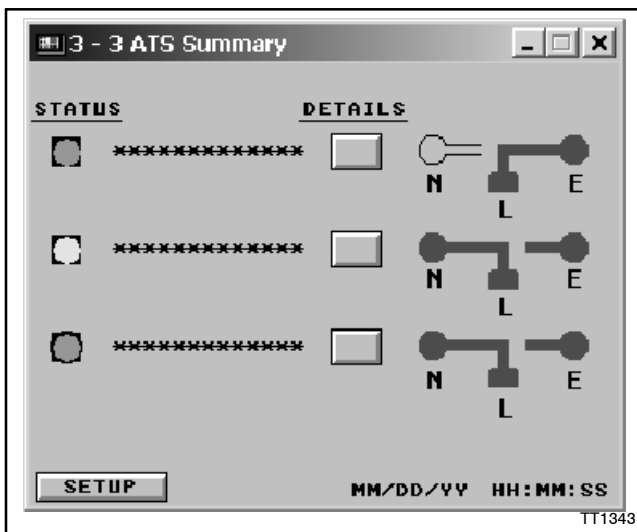 3 - 3 ATS Summary
STATUS DETAILS
************* N L E
************* N L E
************* N L E
SETUP MM/DD/YY HH:MM:SS
TT1343